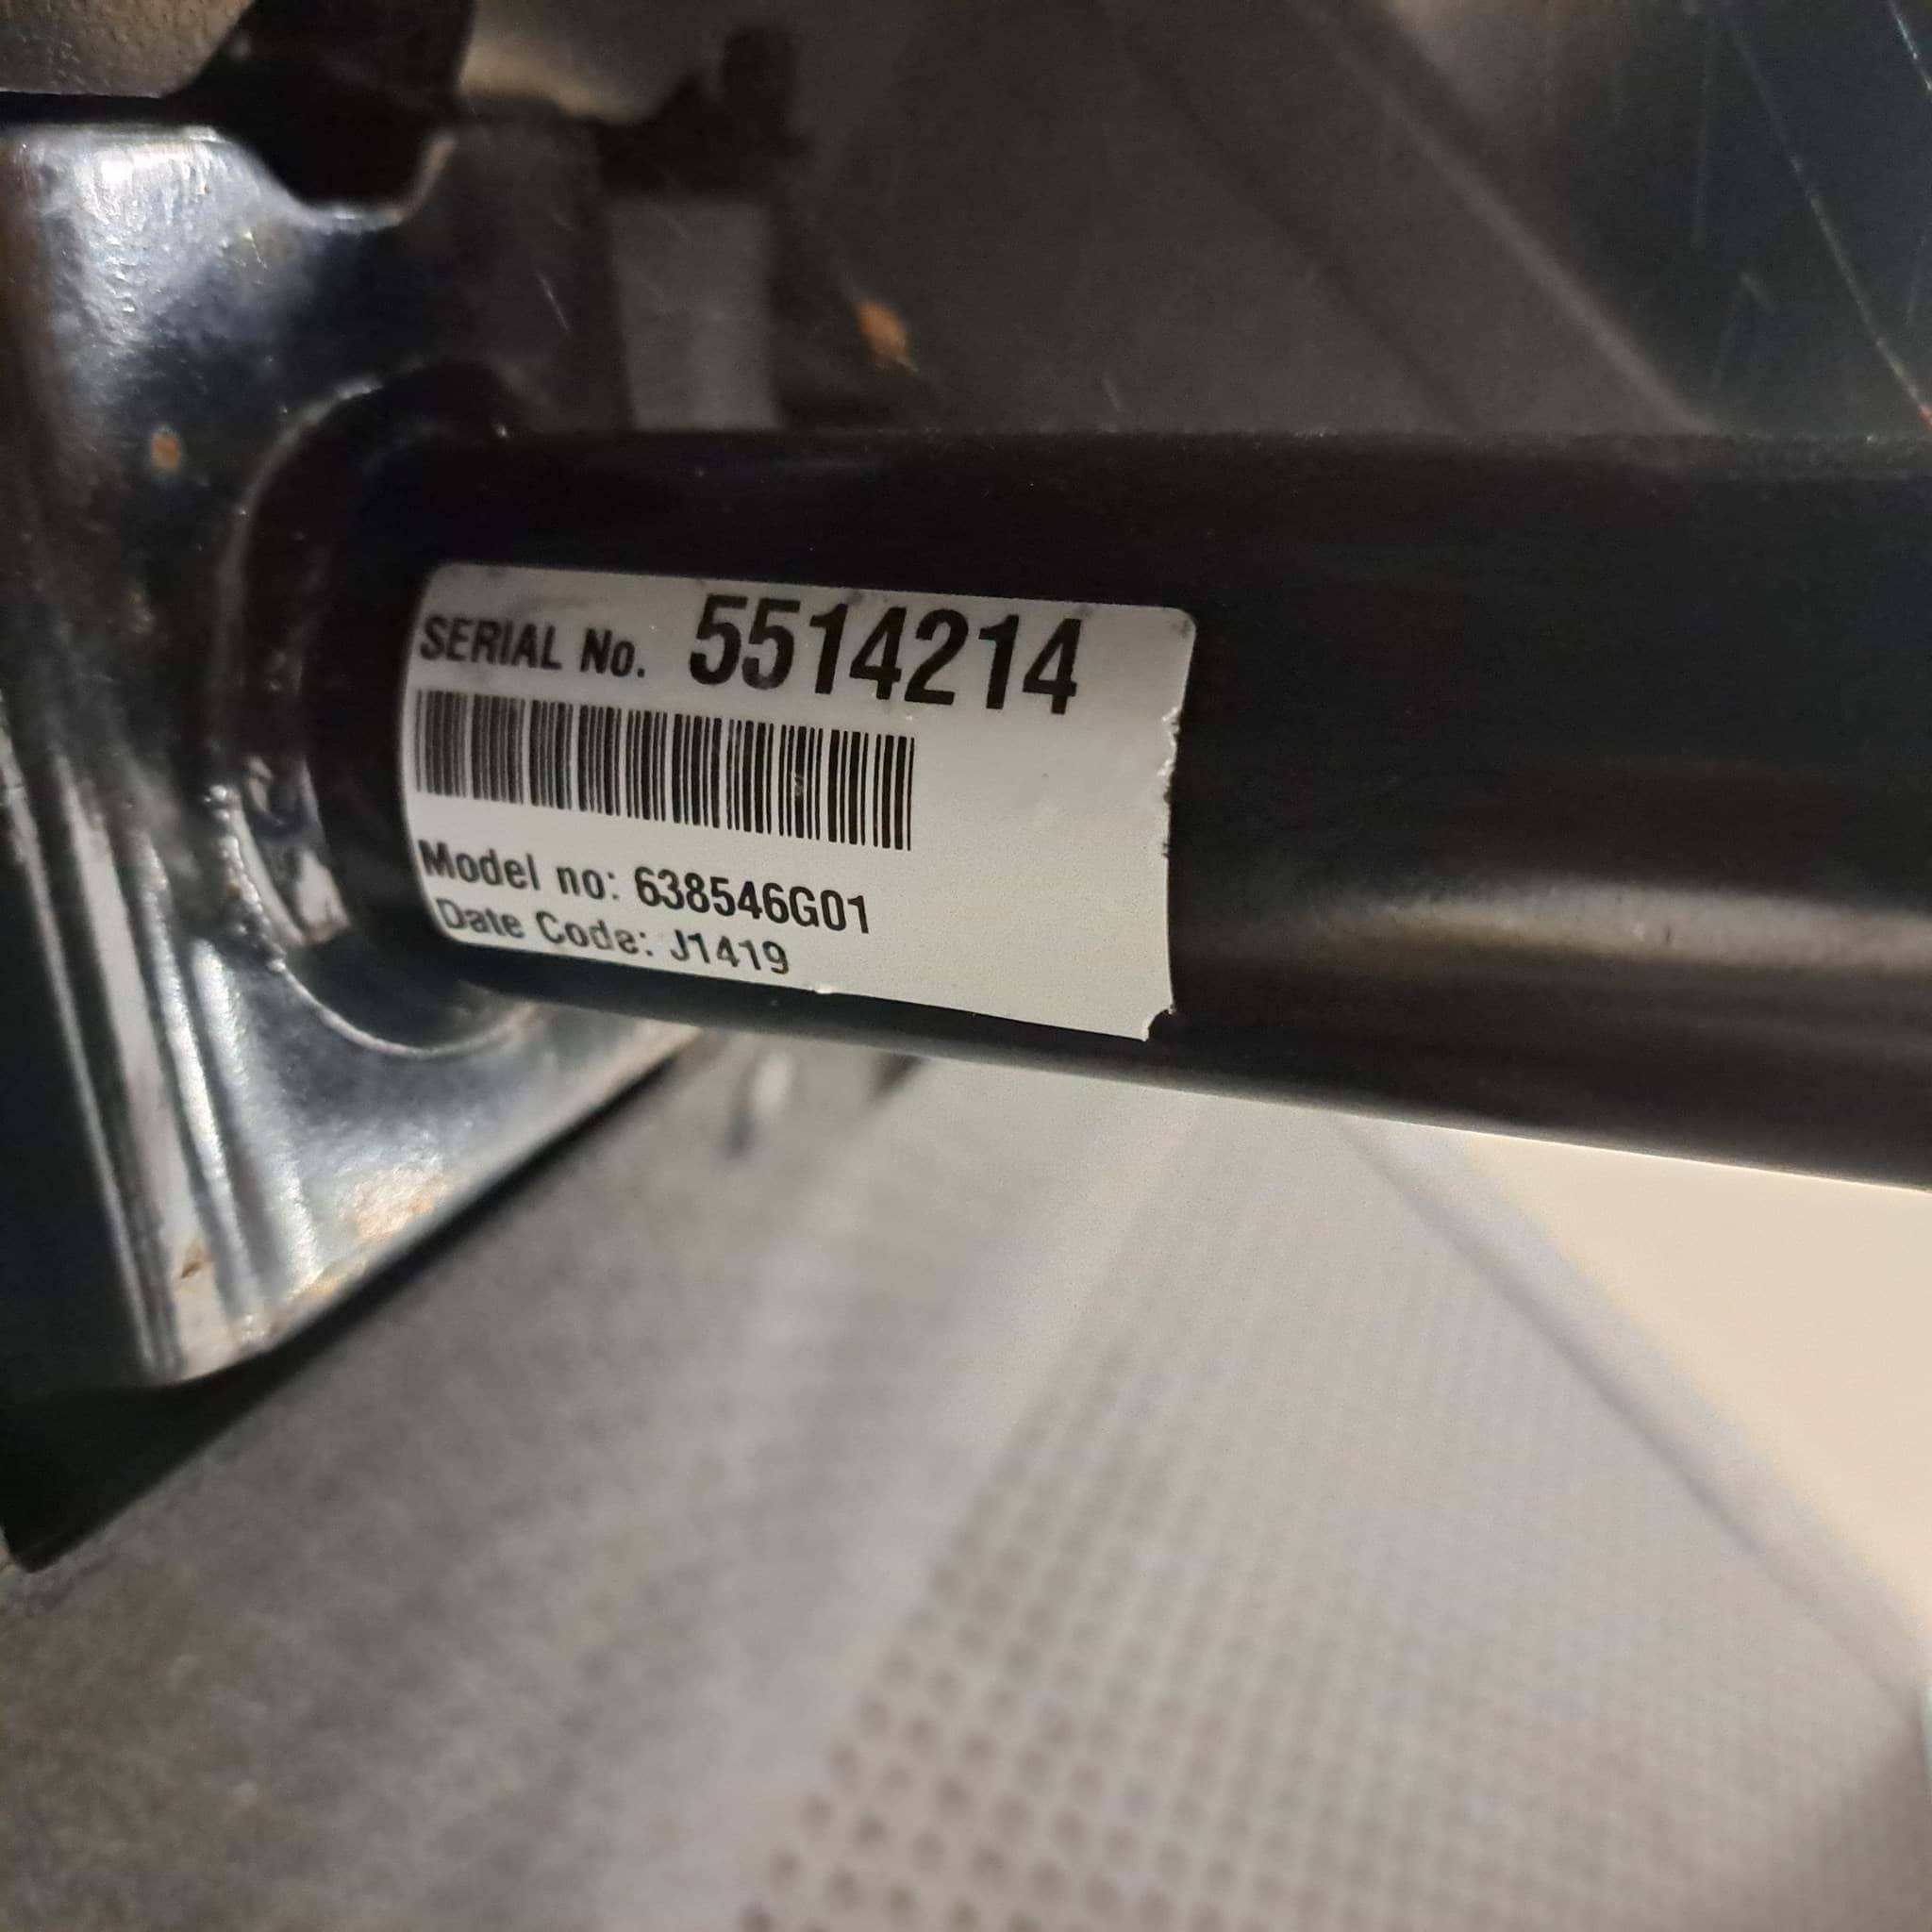 SERIAL No. 5514214
Model no: 638546G01
Date Code: J1419